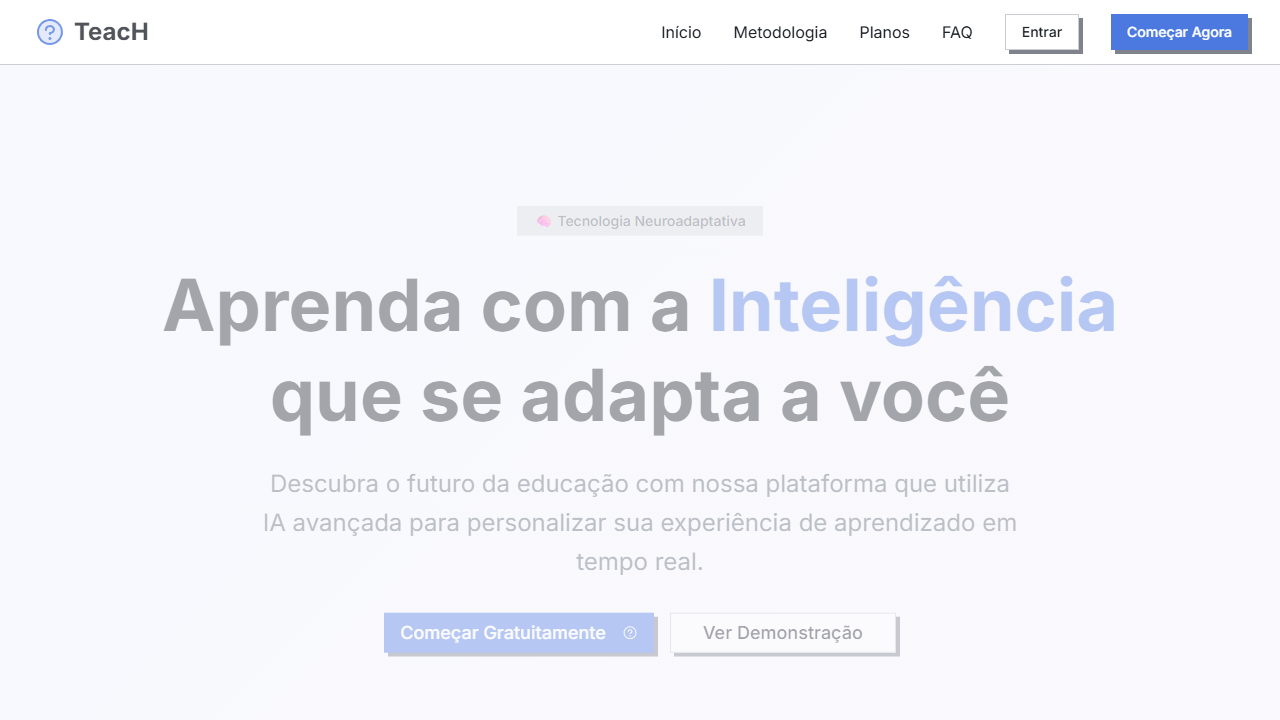 TeacH
Início
Metodologia
Planos
FAQ
Entrar
Começar Agora
Tecnologia Neuroadaptativa
Aprenda com a Inteligência
que se adapta a você
Descubra o futuro da educação com nossa plataforma que utiliza
IA avançada para personalizar sua experiência de aprendizado em
tempo real.
Começar Gratuitamente
Ver Demonstração